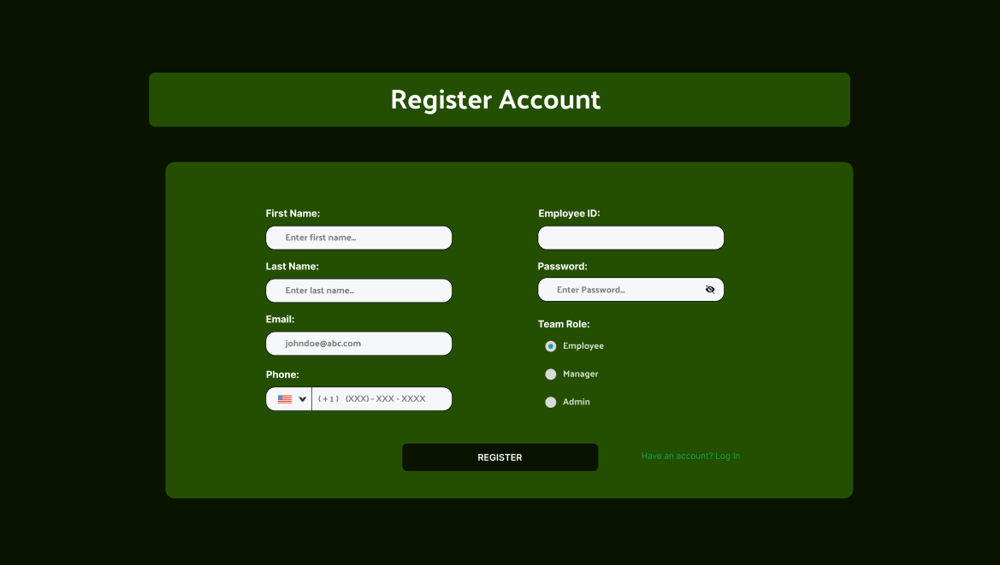 Register Account
First Name:
Enter first name...
Last Name:
Enter last name...
Email:
johndoe@abc.com
Phone:
( + 1 ) (XXX) - XXX - XXXX
Employee ID:
Password:
Enter Password...
Team Role:
Employee
Manager
Admin
REGISTER
Have an account? Log In